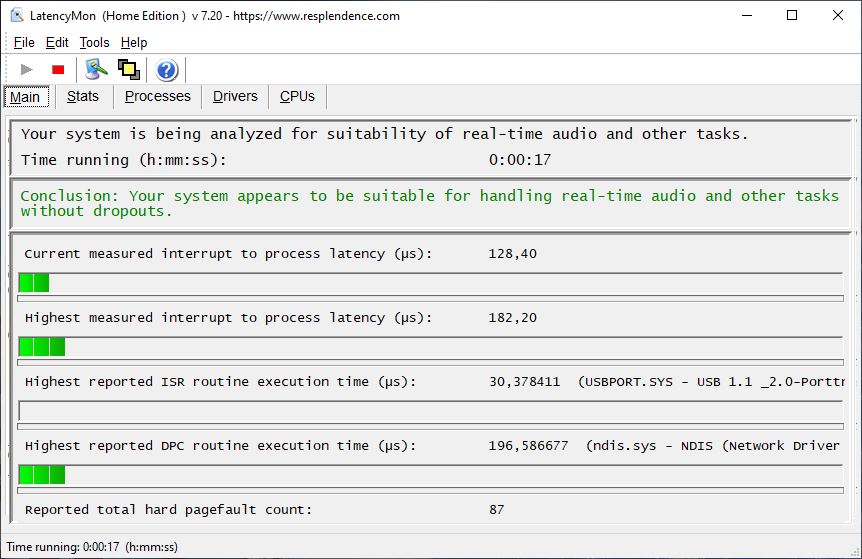 LatencyMon (Home Edition ) v 7.20 - https://www.resplendence.com
File Edit Tools Help
Main Stats Processes Drivers CPUs
Your system is being analyzed for suitability of real-time audio and other tasks.
Time running (h:mm:ss): 0:00:17
Conclusion: Your system appears to be suitable for handling real-time audio and other tasks
without dropouts.
Current measured interrupt to process latency (µs): 128,40
Highest measured interrupt to process latency (µs): 182,20
Highest reported ISR routine execution time (µs): 30,378411 (USBPORT.SYS - USB 1.1 _2.0-Porttr
Highest reported DPC routine execution time (µs): 196,586677 (ndis.sys - NDIS (Network Driver
Reported total hard pagefault count: 87
Time running: 0:00:17 (h:mm:ss)